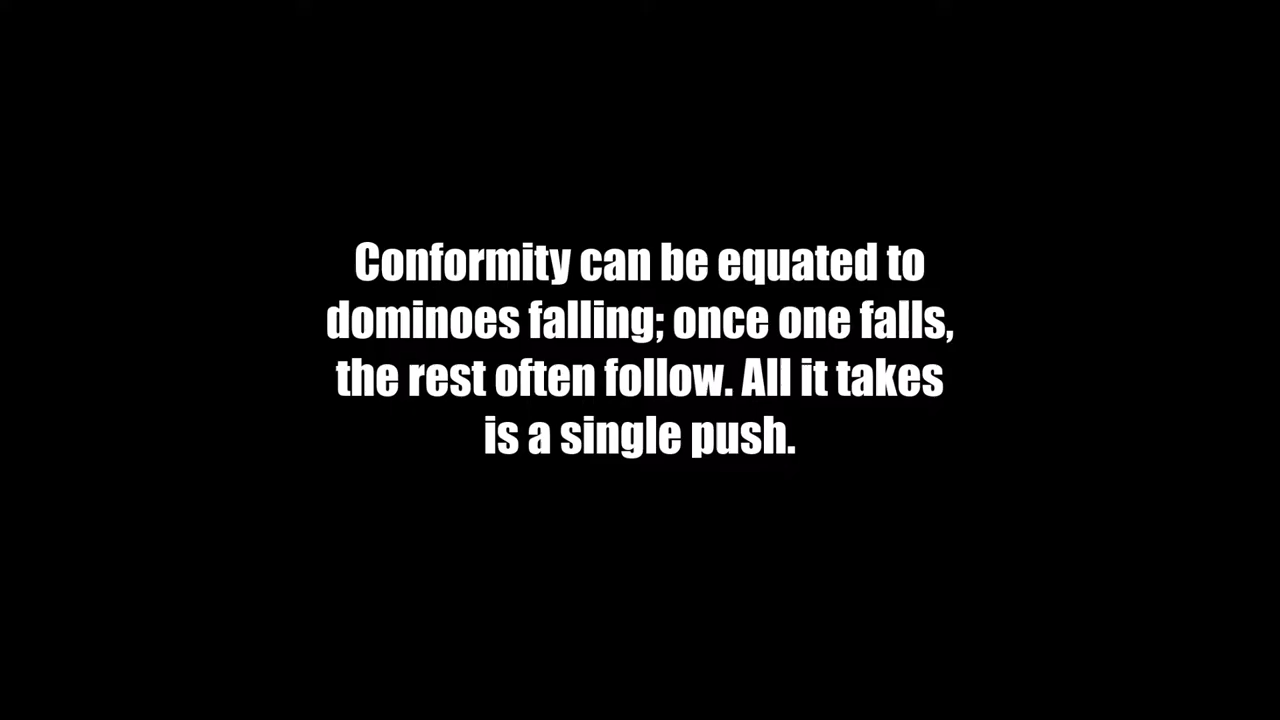 Conformity can be equated to
dominoes falling; once one falls,
the rest often follow. All it takes
is a single push.